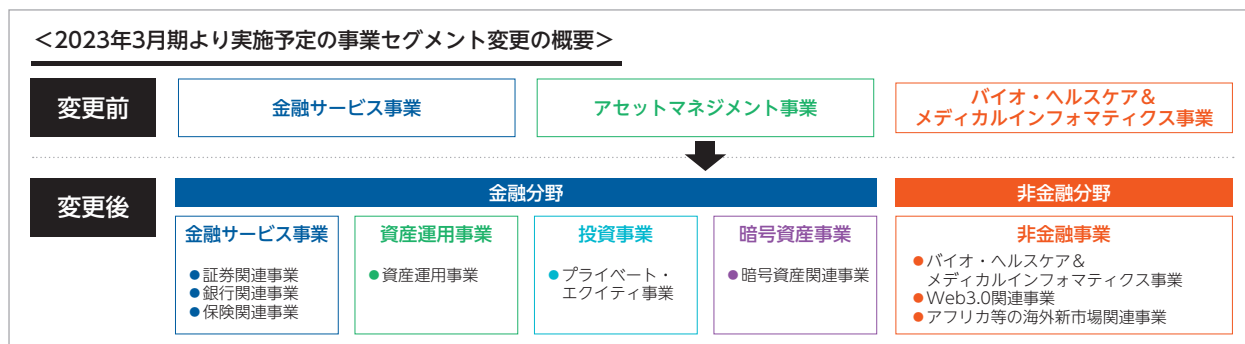 ＜2023年3月期より実施予定の事業セグメント変更の概要＞
変更前
金融サービス事業
アセットマネジメント事業
バイオ・ヘルスケア＆
メディカルインフォマティクス事業
変更後
金融分野
非金融分野
金融サービス事業
●証券関連事業
●銀行関連事業
●保険関連事業
資産運用事業
●資産運用事業
投資事業
●プライベート・
エクイティ事業
暗号資産事業
●暗号資産関連事業
非金融事業
●バイオ・ヘルスケア＆
メディカルインフォマティクス事業
●Web3.0関連事業
●アフリカ等の海外新市場関連事業